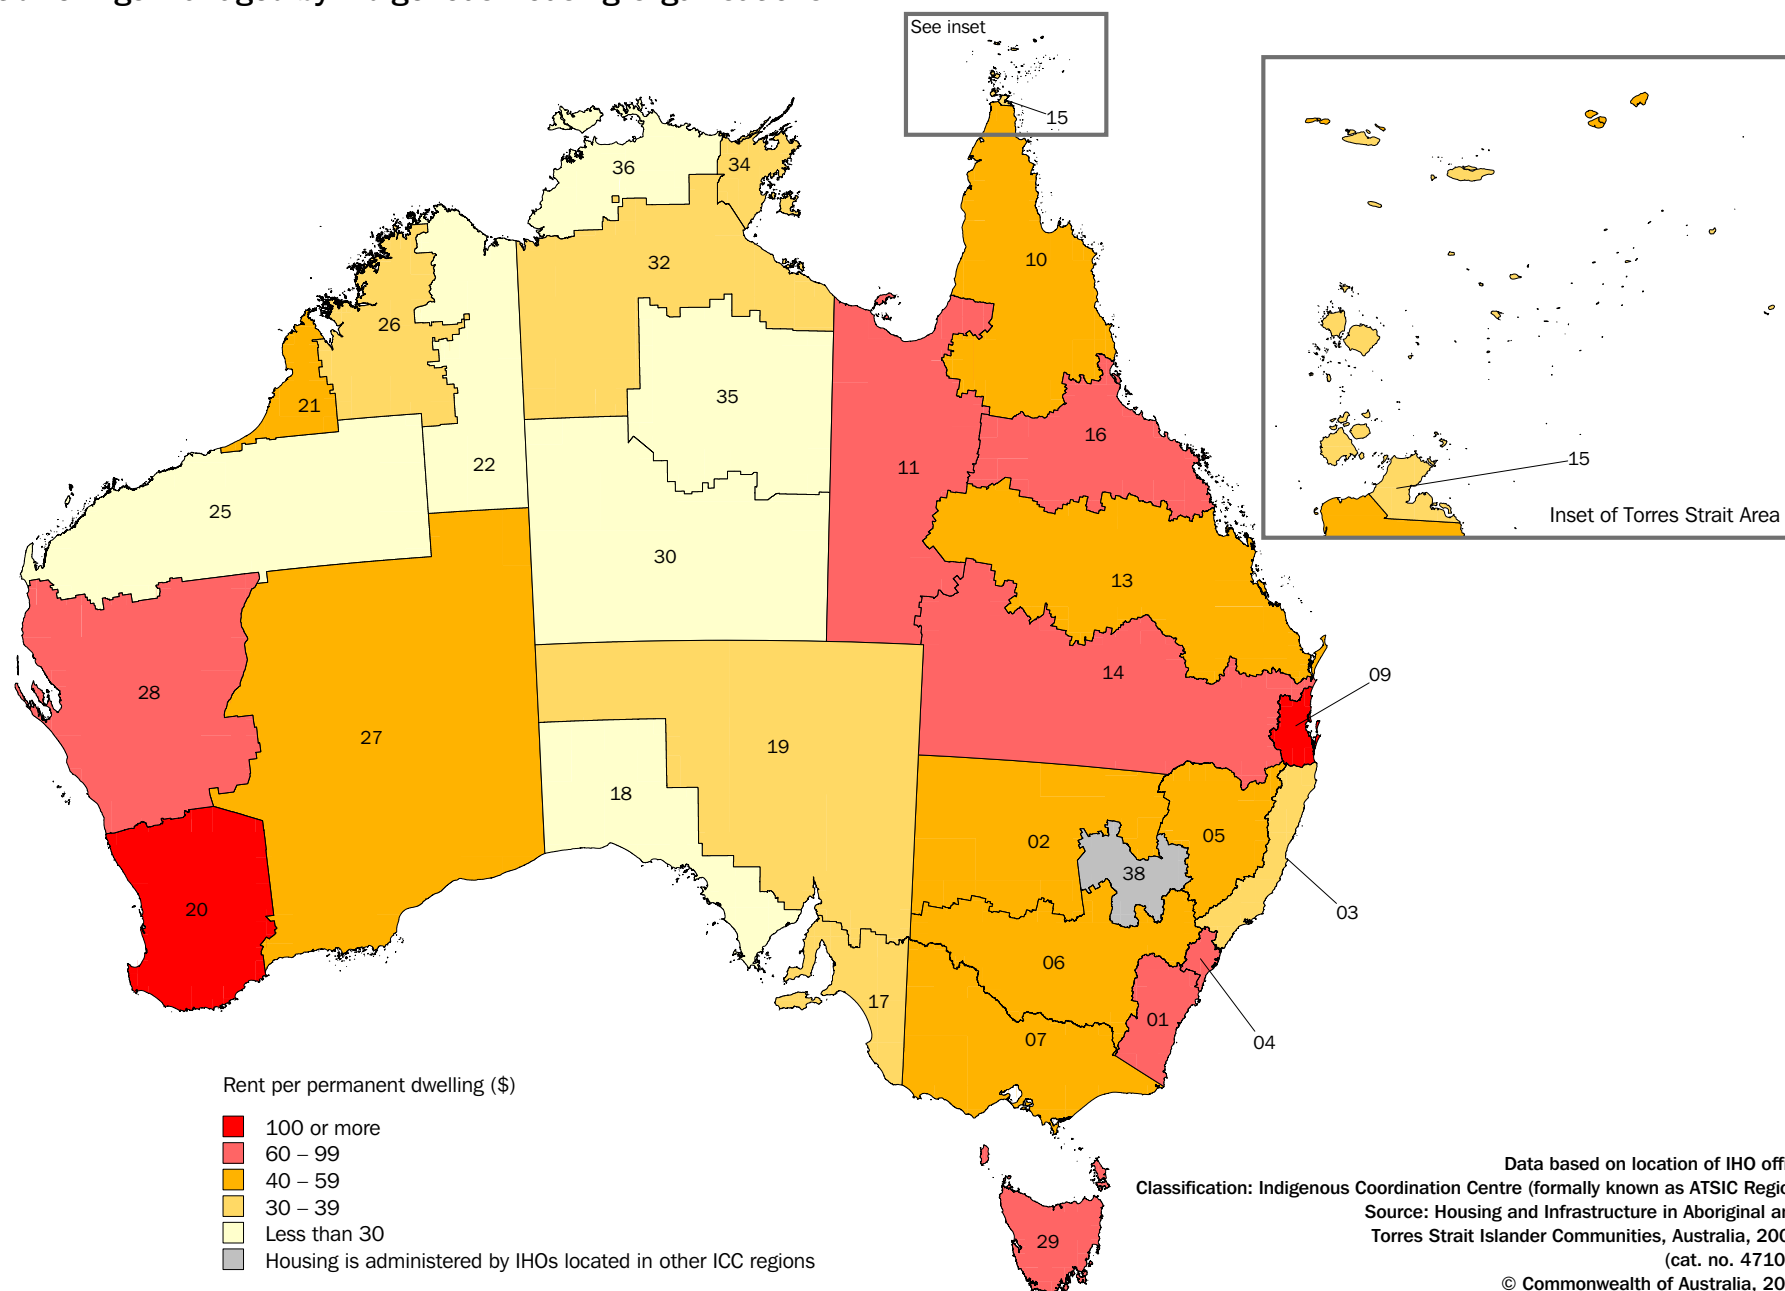 See inset
15
36
34
10
32
26
21
35
16
11
22
25
15
Inset of Torres Strait Area
30
13
14
09
28
27
19
18
02
05
38
20
03
06
17
01
07
04
Rent per permanent dwelling ($)
100 or more
60 – 99
40 – 59
30 – 39
Less than 30
Housing is administered by IHOs located in other ICC regions
29
Data based on location of IHO
Classification: Indigenous Coordination Centre (formally known as ATSIC
Source: Housing and Infrastructure in Aboriginal
Torres Strait Islander Communities, Australia,
(cat. no.
© Commonwealth of Australia,